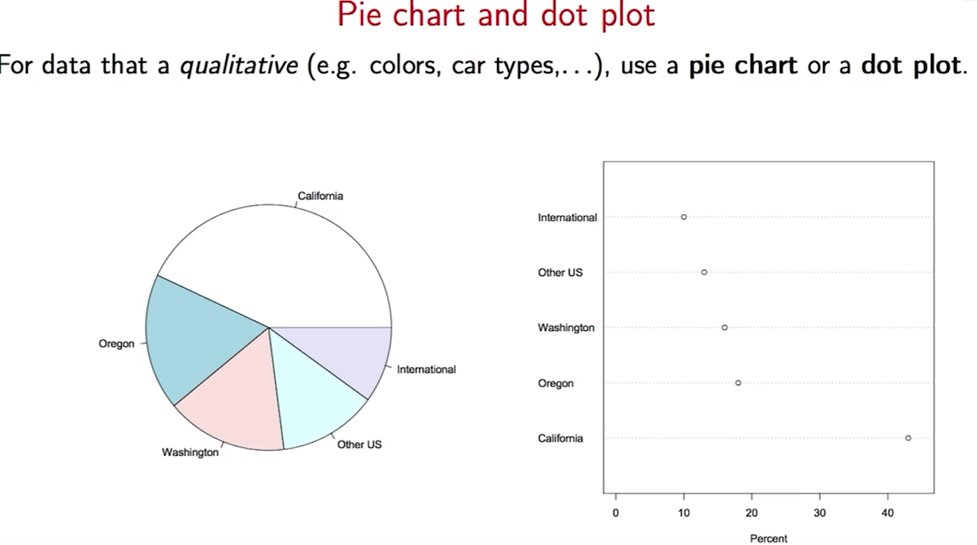 Pie chart and dot plot
For data that a qualitative (e.g. colors, car types,...), use a pie chart or a dot plot.
California
Oregon
Washington
Other US
International
International
Other US
Washington
Oregon
California
0 10 20 30 40
Percent